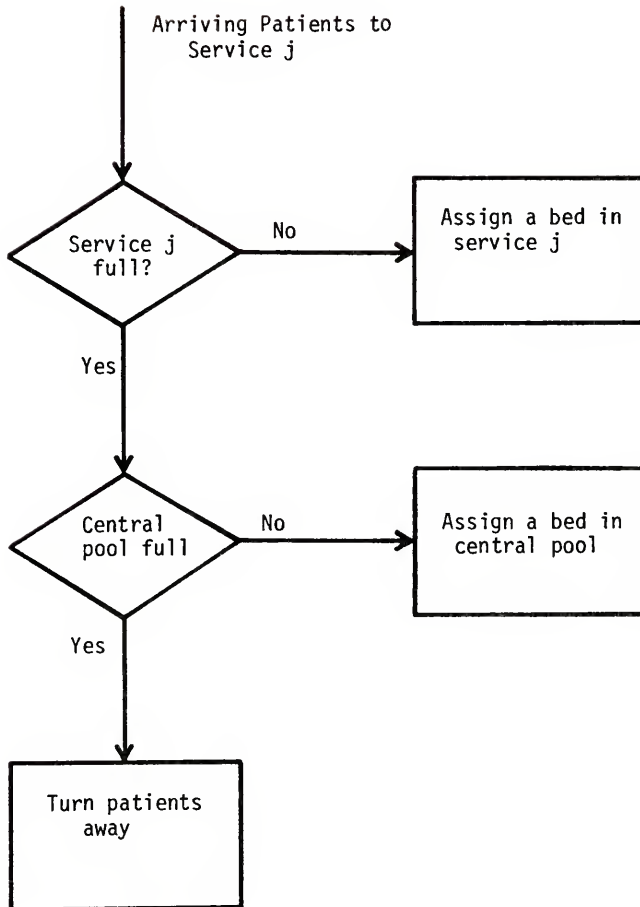 Arriving Patients to
Service j
Service j
full?
No
Assign a bed in
service j
Yes
Central
pool full
No
Assign a bed in
central pool
Yes
Turn patients
away